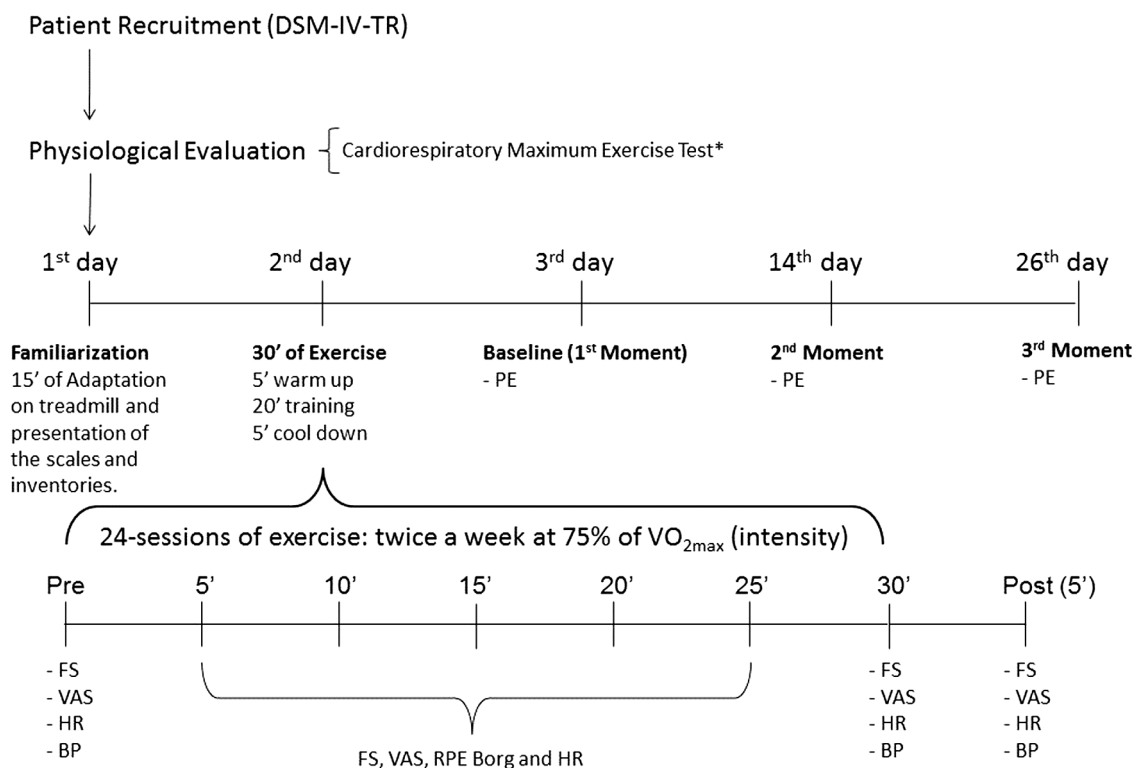 Patient Recruitment (DSM-IV-TR)
Physiological Evaluation
Cardiorespiratory Maximum Exercise Test*
1st day
2nd day
3rd day
14th day
26th day
Familiarization
15’ of Adaptation
on treadmill and
presentation of
the scales and
inventories.
30’ of Exercise
5’ warm up
20’ training
5’ cool down
Baseline (1st Moment)
- PE
2nd Moment
- PE
3rd Moment
- PE
24-sessions of exercise: twice a week at 75% of VO2max (intensity)
Pre
5’
10’
15’
20’
25’
30’
Post (5’)
- FS
- VAS
- HR
- BP
FS, VAS, RPE Borg and HR
- FS
- VAS
- HR
- BP
- FS
- VAS
- HR
- BP